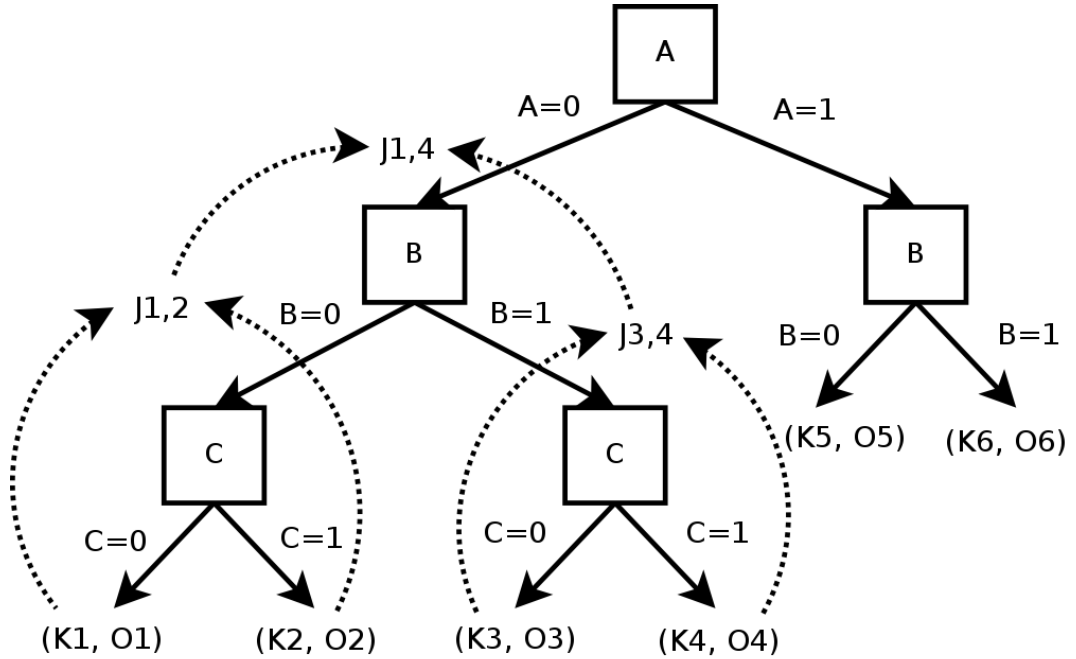 A
A=0
A=1
J1,4
B
B
J1,2
B=0
B=1
J3,4
B=0
B=1
C
C
(K5, O5)
(K6, O6)
C=0
C=1
C=0
C=1
(K1, O1)
(K2, O2)
(K3, O3)
(K4, O4)